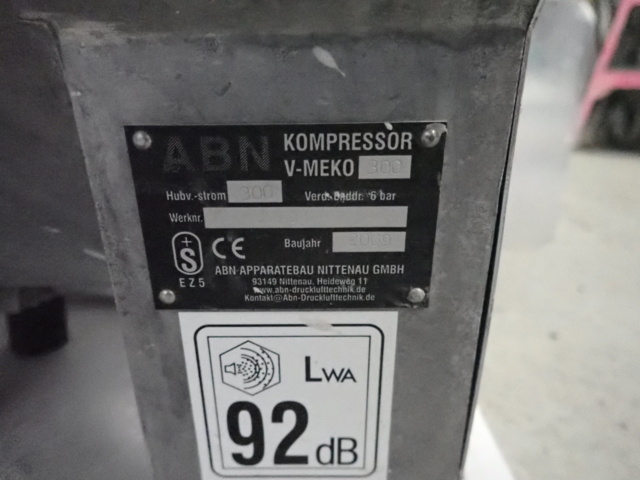 ABN KOMPRESSOR
V-MEKO 300
Hubv.-strom 300 6 bar
Werknr.
Baujahr
S CE
EZ5
ABN APPARATEBAU NITTENAU GMBH
93149 Nittenau, Heideweg 11
www.abn-drucklufttechnik.de
Kontakt@Abn-Drucklufttechnik.de
LWA
92 dB